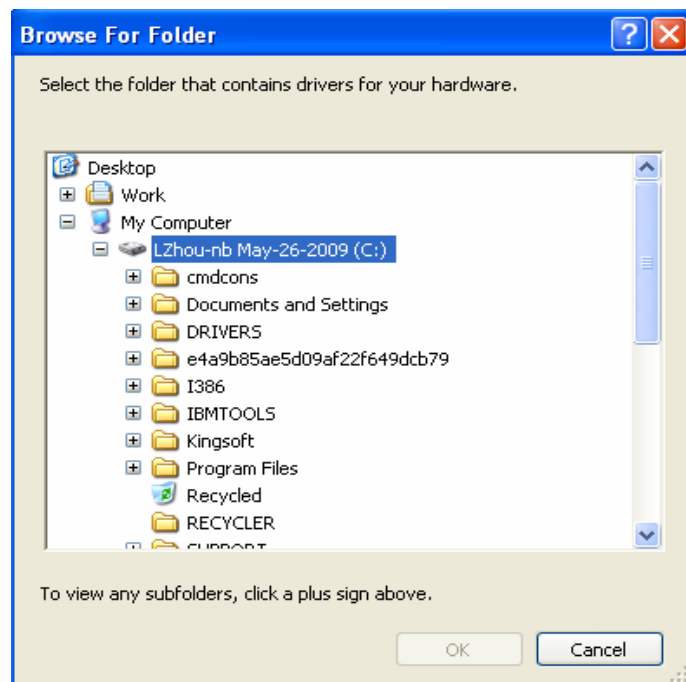 Browse For Folder
Select the folder that contains drivers for your hardware.
Desktop
Work
My Computer
LZhou-nb May-26-2009 (C:)
cmdcons
Documents and Settings
DRIVERS
e4a9b85ae5d09af22f649dcb79
I386
IBMTOOLS
Kingsoft
Program Files
Recycled
RECYCLER
SUPPORT
To view any subfolders, click a plus sign above.
OK
Cancel